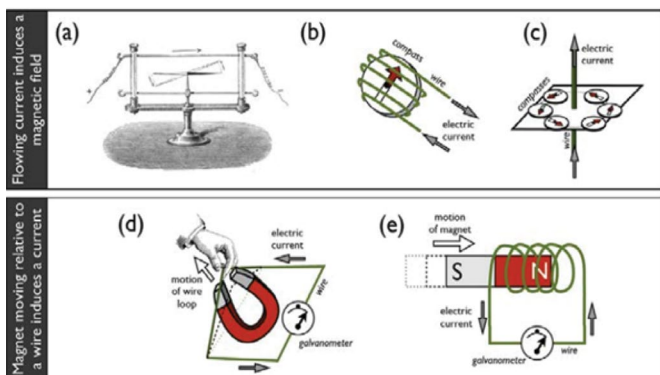 Flowing current induces a
magnetic field
(a)
(b)
compass
wire
electric
current
(c)
electric
current
compasses
wire
Magnet moving relative to
a wire induces a current
(d)
electric
current
motion
of wire
loop
wire
galvanometer
(e)
motion
of magnet
S
N
electric
current
galvanometer
wire